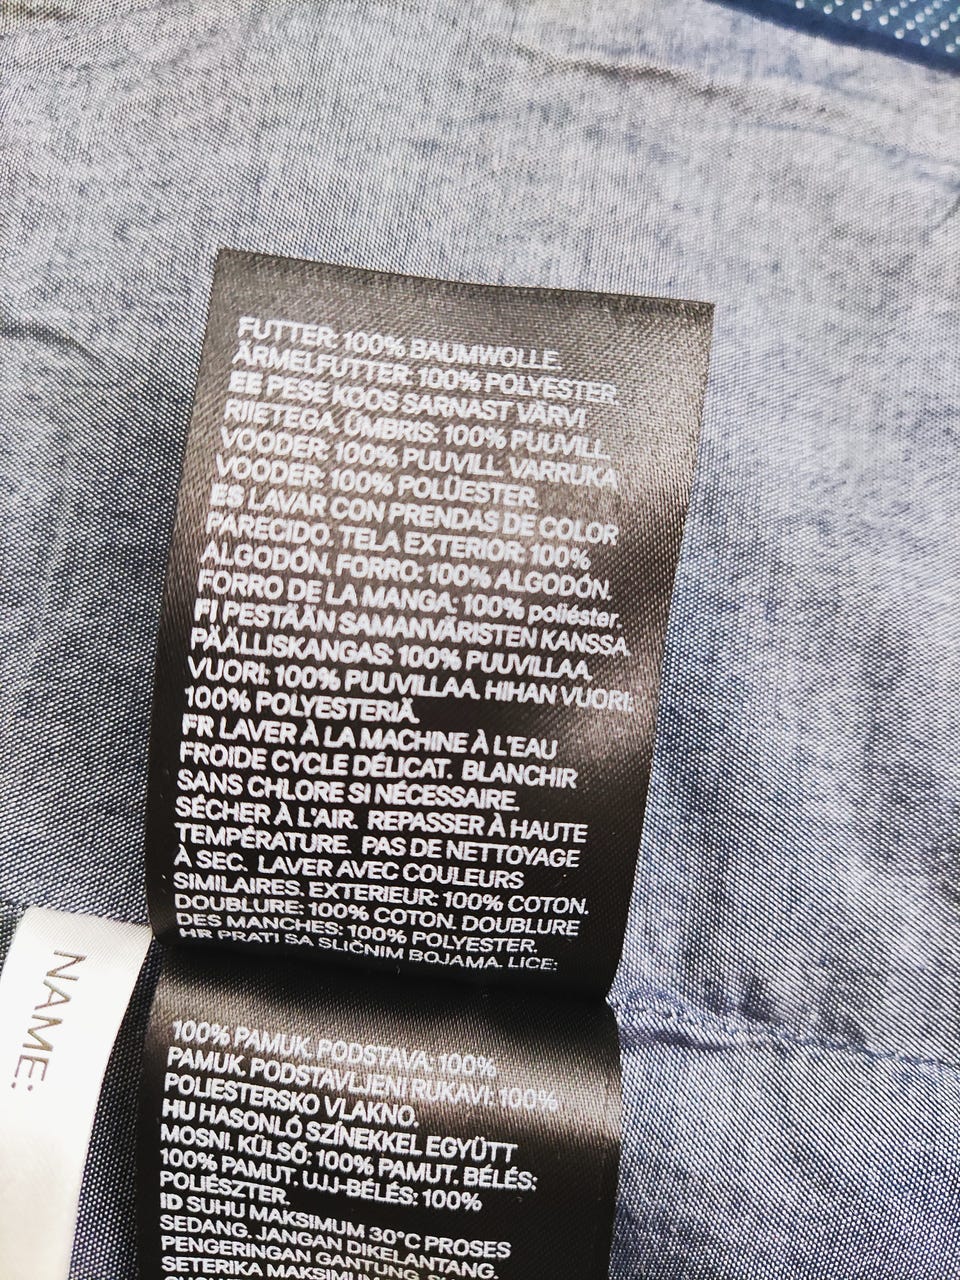 FUTTER: 100% BAUMWOLLE.
ÄRMELFUTTER: 100% POLYESTER.
EE PESE KOOS SARNAST VÄRVI
RIIETEGA. ÜMBRIS: 100% PUUVILL.
VOODER: 100% PUUVILL. VARRUKA
VOODER: 100% POLÜESTER.
ES LAVAR CON PRENDAS DE COLOR
PARECIDO. TELA EXTERIOR: 100%
ALGODÓN. FORRO: 100% ALGODÓN.
FORRO DE LA MANGA: 100% poliéster.
FI PESTÄÄN SAMANVÄRISTEN KANSSA.
PÄÄLLISKANGAS: 100% PUUVILLAA.
VUORI: 100% PUUVILLAA. HIHAN VUORI:
100% POLYESTERIÄ.
FR LAVER À LA MACHINE À L'EAU
FROIDE CYCLE DÉLICAT. BLANCHIR
SANS CHLORE SI NÉCESSAIRE.
SÉCHER À L'AIR. REPASSER À HAUTE
TEMPÉRATURE. PAS DE NETTOYAGE
À SEC. LAVER AVEC COULEURS
SIMILAIRES. EXTERIEUR: 100% COTON.
DOUBLURE: 100% COTON. DOUBLURE
DES MANCHES: 100% POLYESTER.
HR PRATI SA SLIČNIM BOJAMA. LICE:
100% PAMUK. PODSTAVA: 100%
PAMUK. PODSTAVLJENI RUKAVI: 100%
POLIESTERSKO VLAKNO.
HU HASONLÓ SZÍNEKKEL EGYÜTT
MOSNI. KÜLSŐ: 100% PAMUT. BÉLÉS:
100% PAMUT. UJJ-BÉLÉS: 100%
POLIÉSZTER.
ID SUHU MAKSIMUM 30°C PROSES
SEDANG. JANGAN DIKELANTANG.
PENGERINGAN GANTUNG.
SETERIKA MAKSIMUM
NAME: